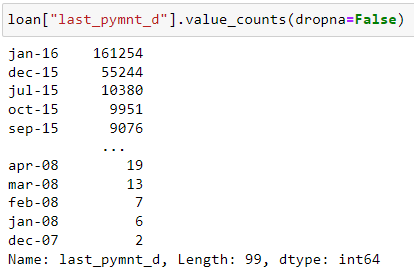 loan["last_pymnt_d"].value_counts(dropna=False)
jan-16 161254
dec-15 55244
jul-15 10380
oct-15 9951
sep-15 9076
...
apr-08 19
mar-08 13
feb-08 7
jan-08 6
dec-07 2
Name: last_pymnt_d, Length: 99, dtype: int64